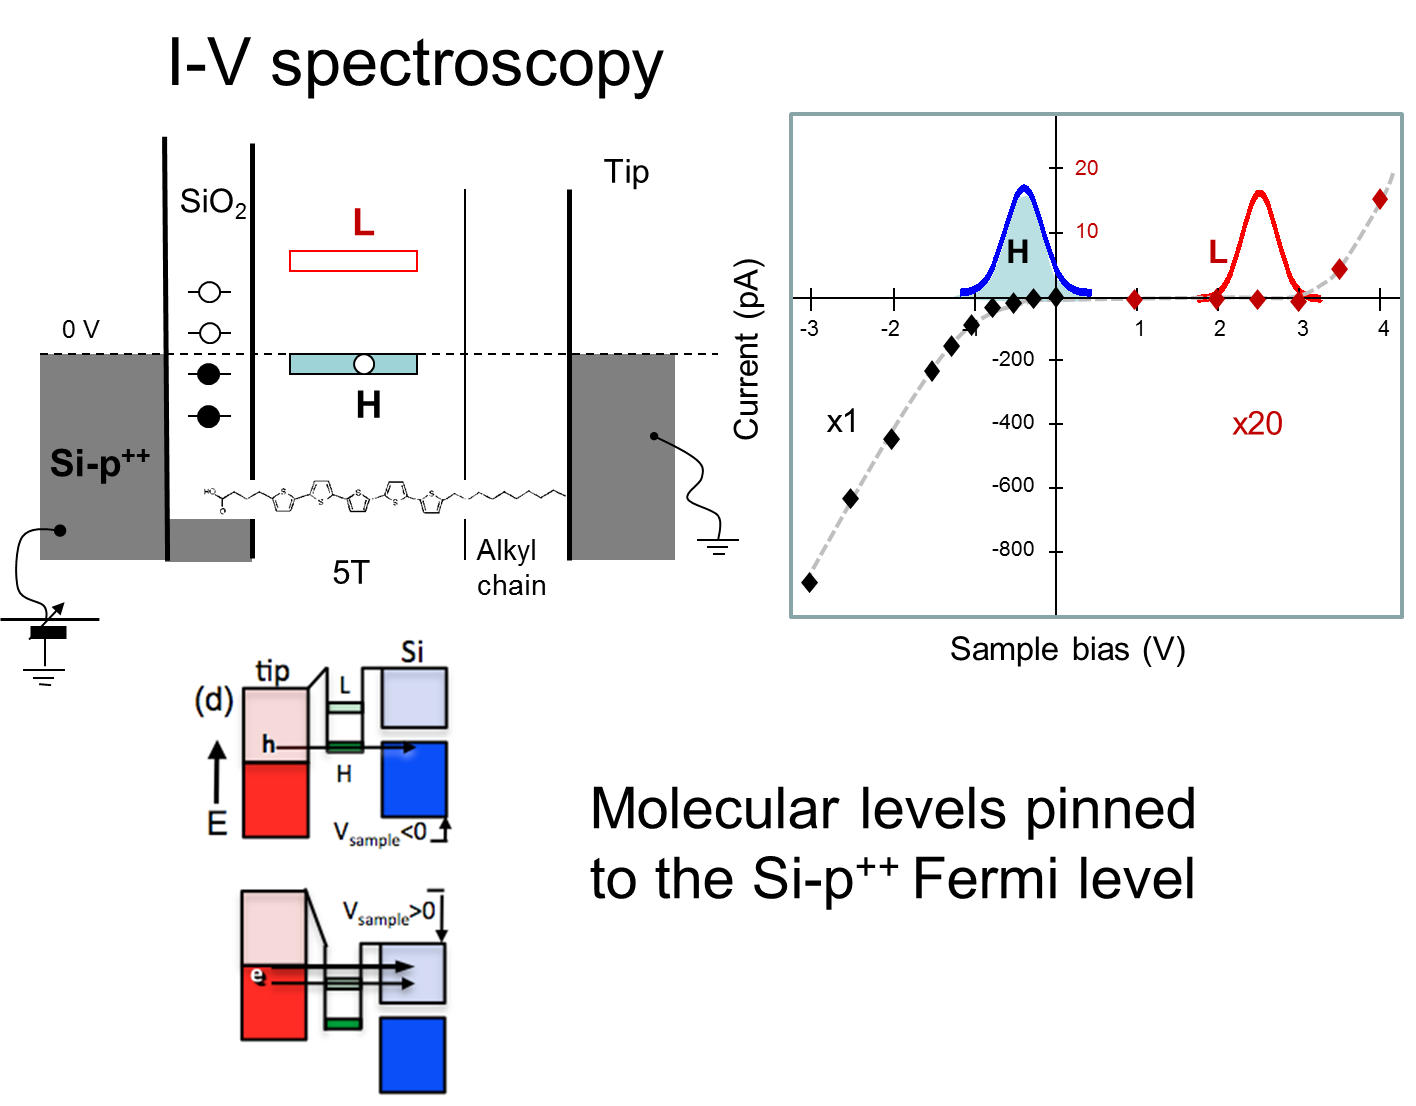 I-V spectroscopy
SiO2
Tip
L
0 V
H
Si-p++
HO
O
S
S
S
S
S
5T
Alkyl
chain
Current (pA)
20
10
H
L
-3
-2
-1
1
2
3
4
-200
-400
-600
-800
x1
x20
Sample bias (V)
(d)
tip
Si
L
h
H
E
Vsample<0
Vsample>0
e
Molecular levels pinned
to the Si-p++ Fermi level